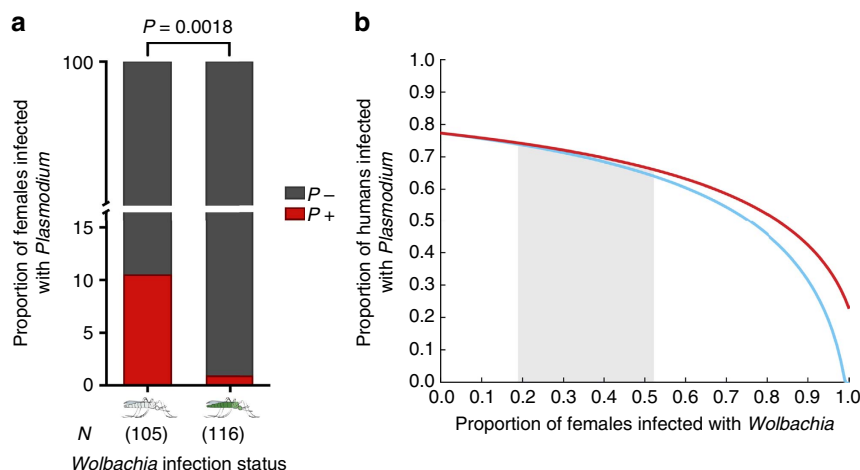 a
P = 0.0018
Proportion of females infected
with Plasmodium
100
15
10
5
0
P –
P +
N (105) (116)
Wolbachia infection status
b
Proportion of humans infected
with Plasmodium
1.0
0.9
0.8
0.7
0.6
0.5
0.4
0.3
0.2
0.1
0.0
0.0 0.1 0.2 0.3 0.4 0.5 0.6 0.7 0.8 0.9 1.0
Proportion of females infected with Wolbachia